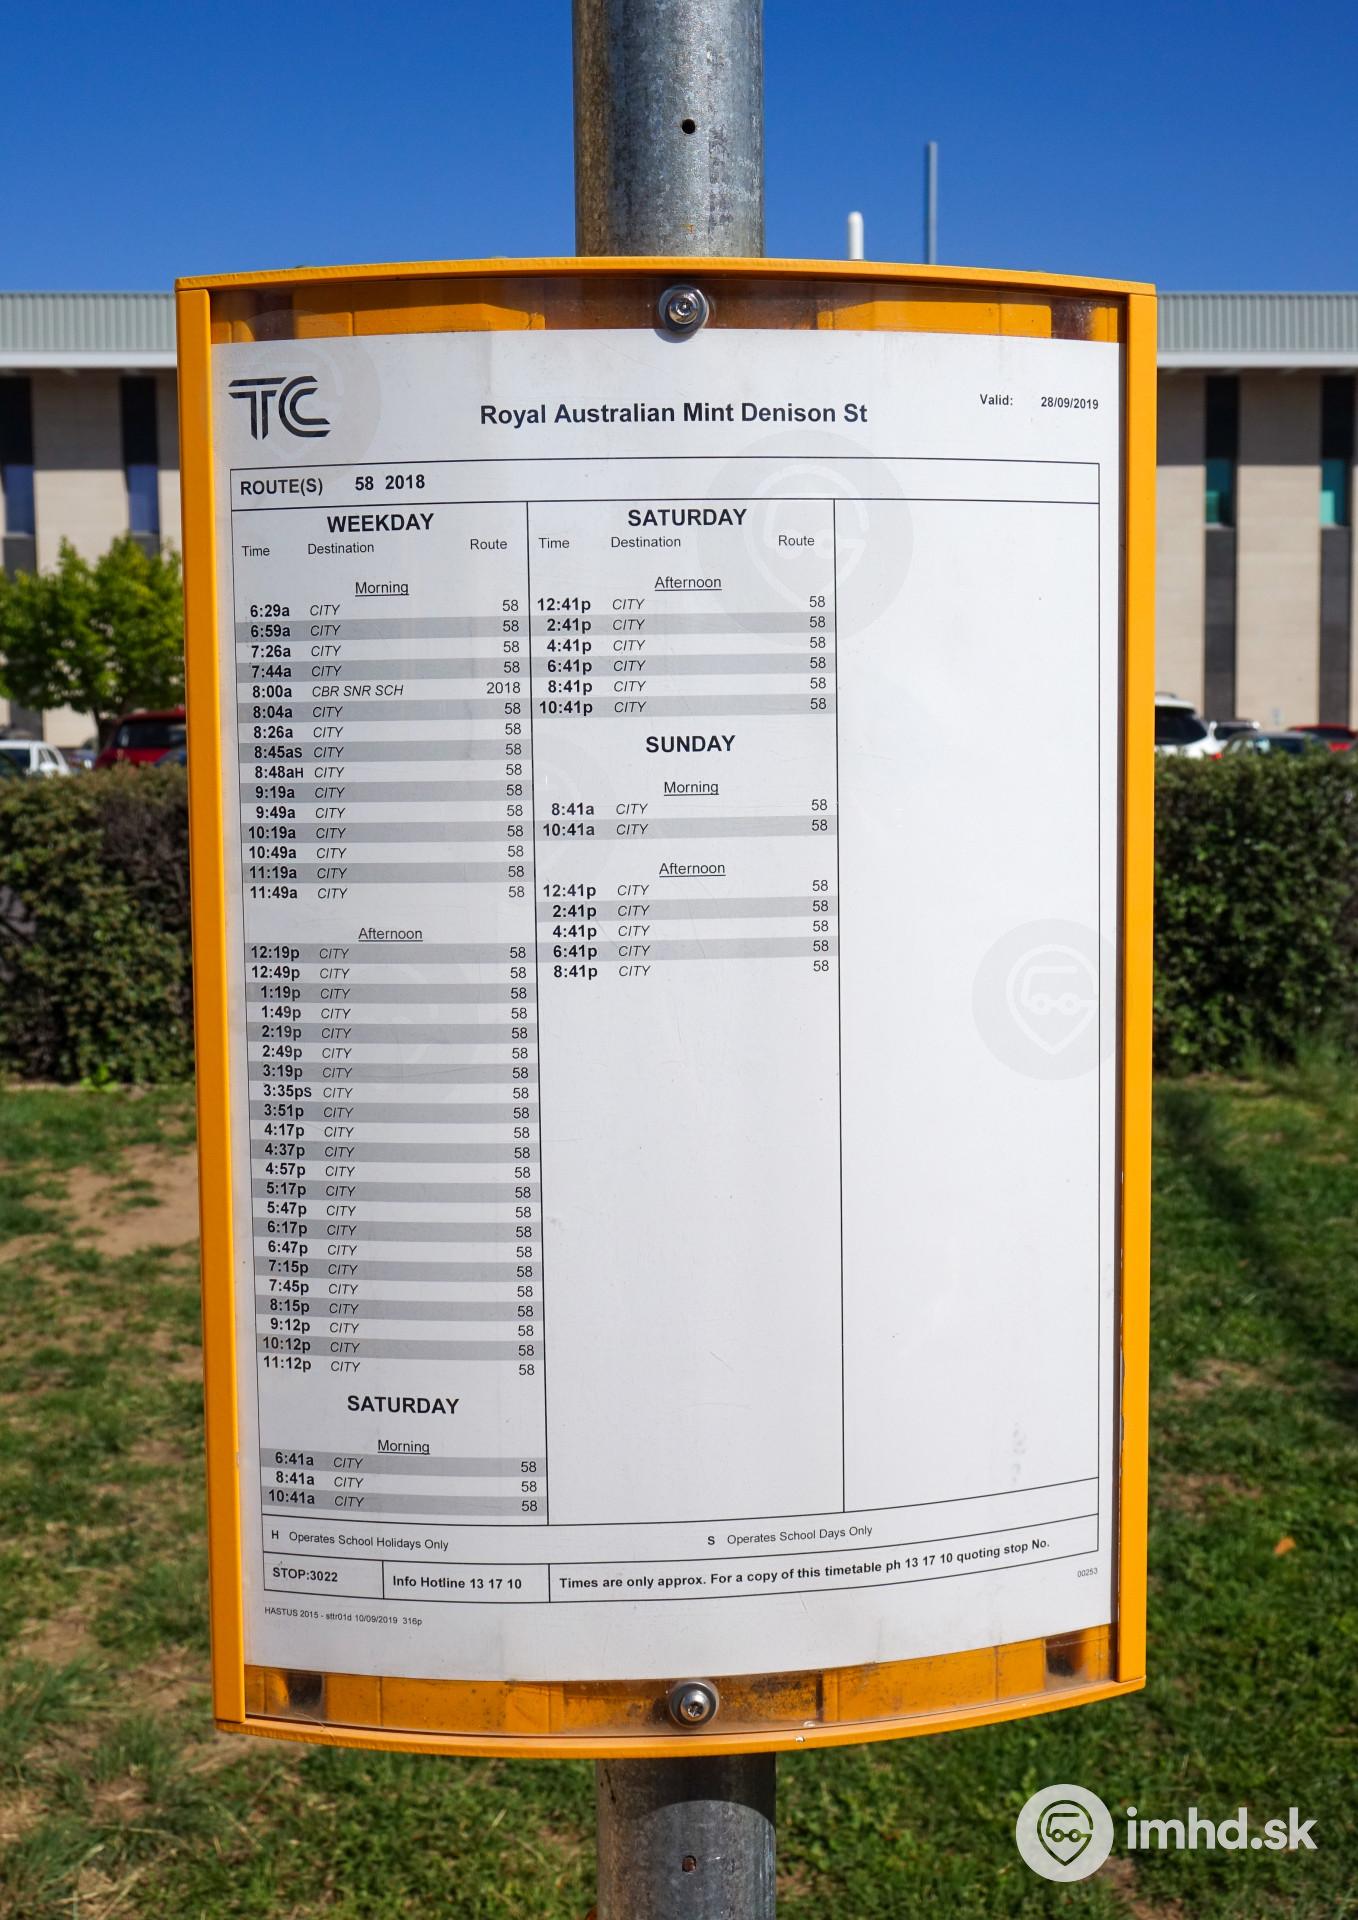 TC
Royal Australian Mint Denison St
Valid: 28/09/2019
ROUTE(S) 58 2018
WEEKDAY
Time Destination Route
Morning
6:29a CITY 58
6:59a CITY 58
7:26a CITY 58
7:44a CITY 58
8:00a CBR SNR SCH 2018
8:04a CITY 58
8:26a CITY 58
8:45aS CITY 58
8:48aH CITY 58
9:19a CITY 58
9:49a CITY 58
10:19a CITY 58
10:49a CITY 58
11:19a CITY 58
11:49a CITY 58
Afternoon
12:19p CITY 58
12:49p CITY 58
1:19p CITY 58
1:49p CITY 58
2:19p CITY 58
2:49p CITY 58
3:19p CITY 58
3:35pS CITY 58
3:51p CITY 58
4:17p CITY 58
4:37p CITY 58
4:57p CITY 58
5:17p CITY 58
5:47p CITY 58
6:17p CITY 58
6:47p CITY 58
7:15p CITY 58
7:45p CITY 58
8:15p CITY 58
9:12p CITY 58
10:12p CITY 58
11:12p CITY 58
SATURDAY
Morning
6:41a CITY 58
8:41a CITY 58
10:41a CITY 58
SATURDAY
Time Destination Route
Afternoon
12:41p CITY 58
2:41p CITY 58
4:41p CITY 58
6:41p CITY 58
8:41p CITY 58
10:41p CITY 58
SUNDAY
Morning
8:41a CITY 58
10:41a CITY 58
Afternoon
12:41p CITY 58
2:41p CITY 58
4:41p CITY 58
6:41p CITY 58
8:41p CITY 58
H Operates School Holidays Only
S Operates School Days Only
STOP:3022
Info Hotline 13 17 10
Times are only approx. For a copy of this timetable ph 13 17 10 quoting stop No.
00253
HASTUS 2015 - sttr01d 10/09/2019 316p
imhd.sk